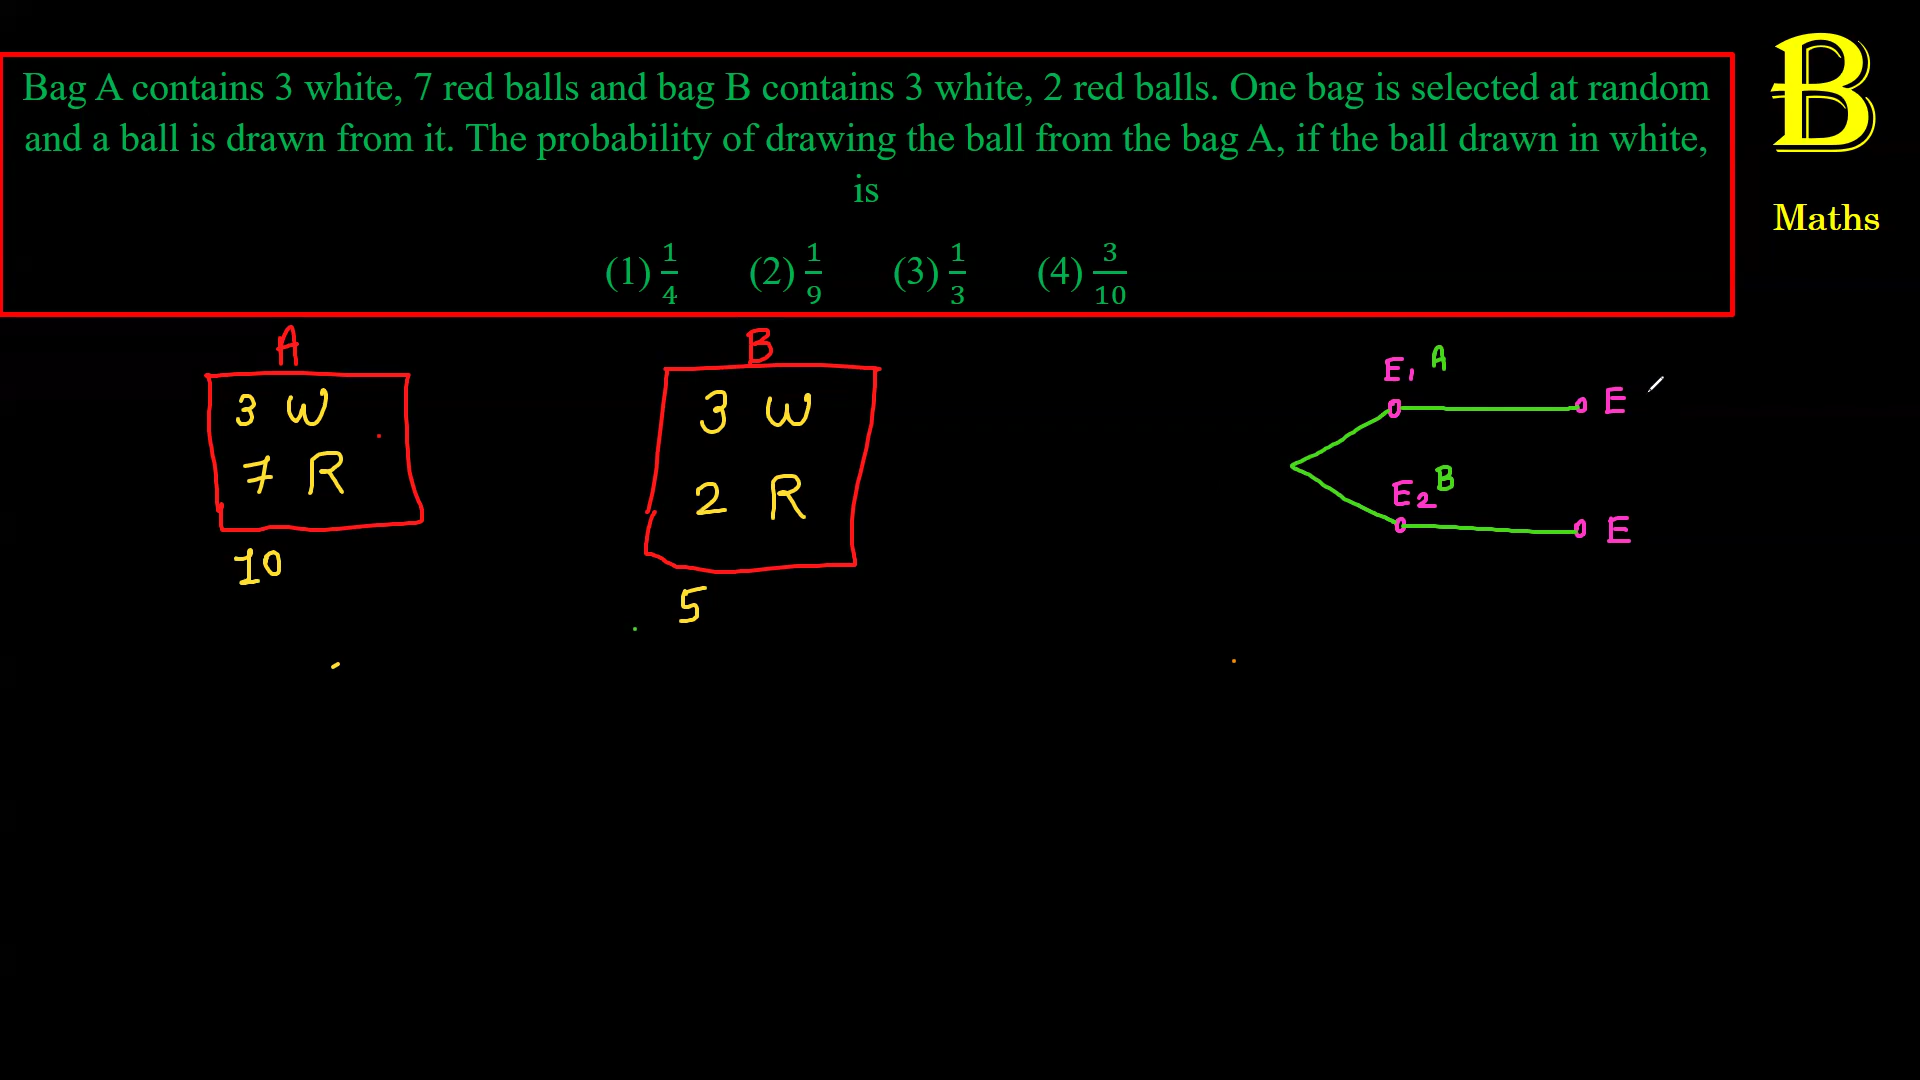 Bag A contains 3 white, 7 red balls and bag B contains 3 white, 2 red balls. One bag is selected at random
and a ball is drawn from it. The probability of drawing the ball from the bag A, if the ball drawn in white,
is
(1) 1/4 (2) 1/9 (3) 1/3 (4) 3/10
B
Maths
A
3 W
7 R
10
B
3 W
2 R
5
E1 A
E
E2 B
E